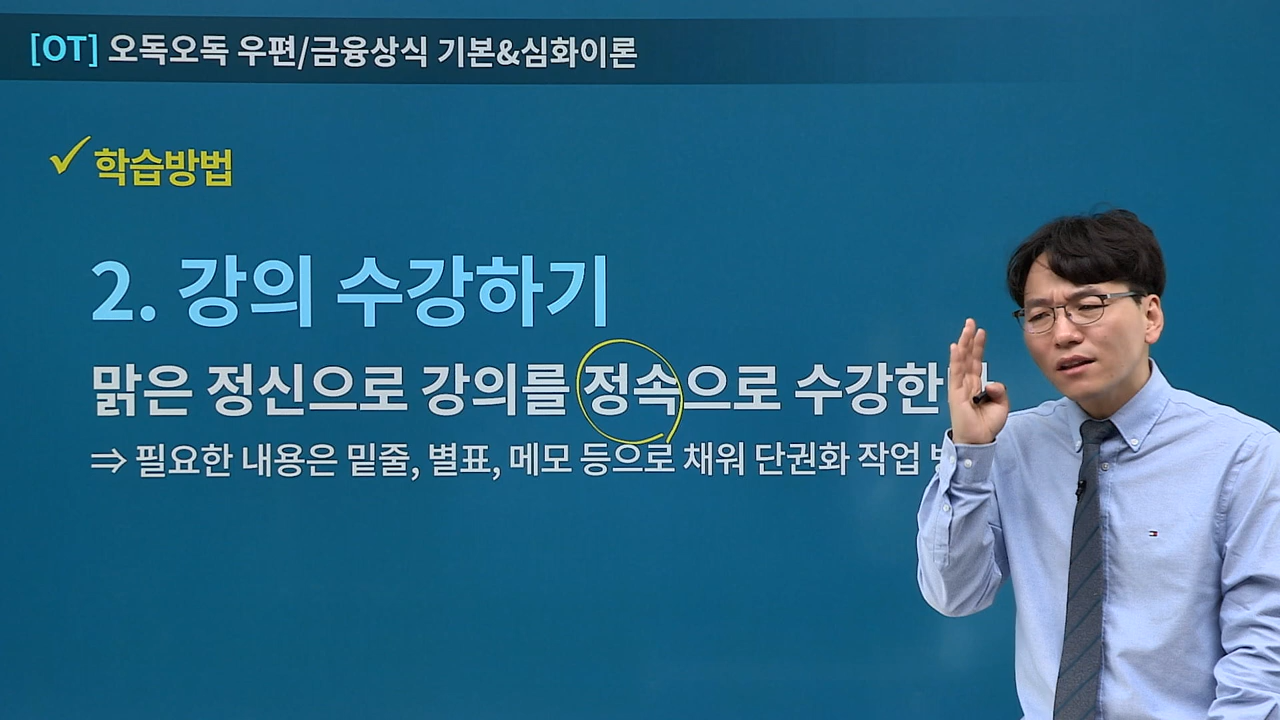 [OT] 오독오독 우편/금융상식 기본&심화이론
✓ 학습방법
2. 강의 수강하기
맑은 정신으로 강의를 정속으로 수강한
⇒ 필요한 내용은 밑줄, 별표, 메모 등으로 채워 단권화 작업